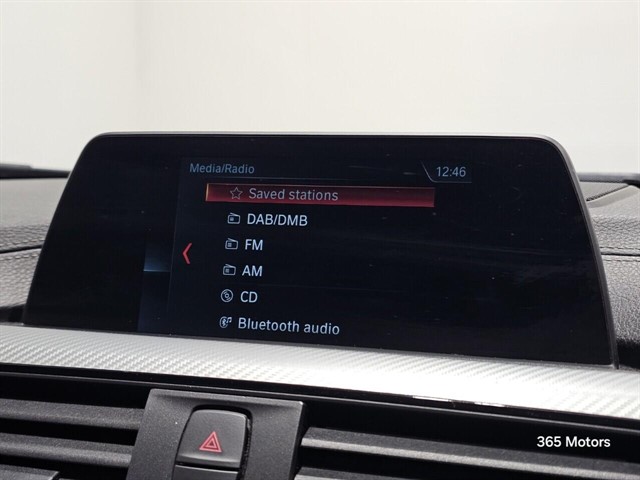 Media/Radio 12:46
Saved stations
DAB/DMB
FM
AM
CD
Bluetooth audio
365 Motors